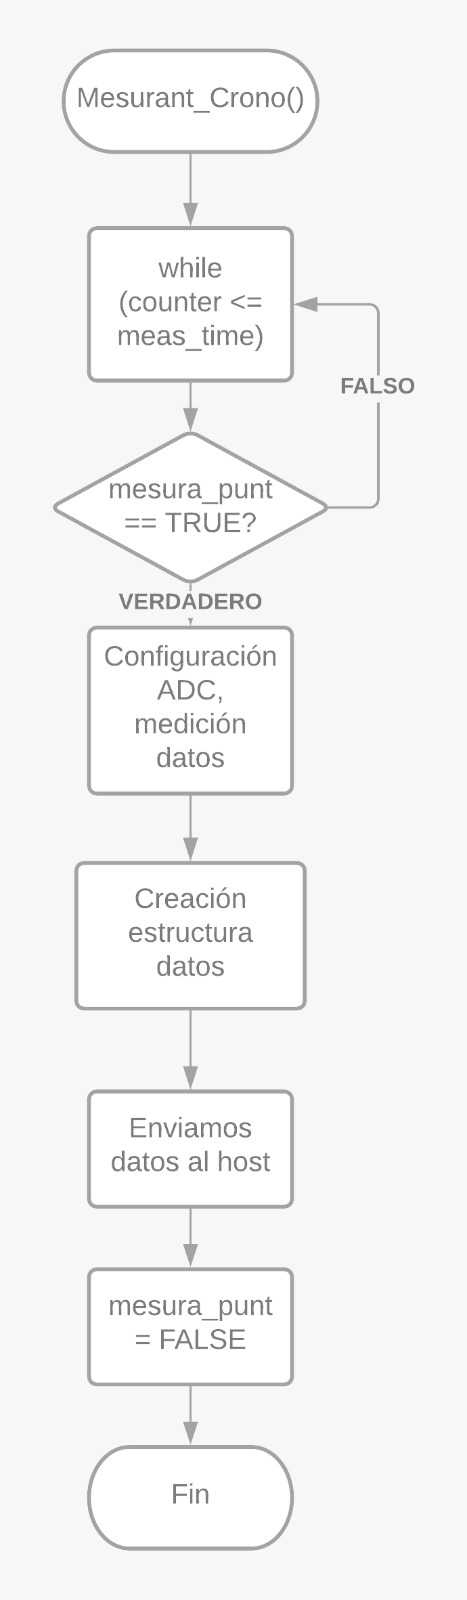 Mesurant_Crono()
while
(counter <=
meas_time)
FALSO
mesura_punt
== TRUE?
VERDADERO
Configuración
ADC,
medición
datos
Creación
estructura
datos
Enviamos
datos al host
mesura_punt
= FALSE
Fin